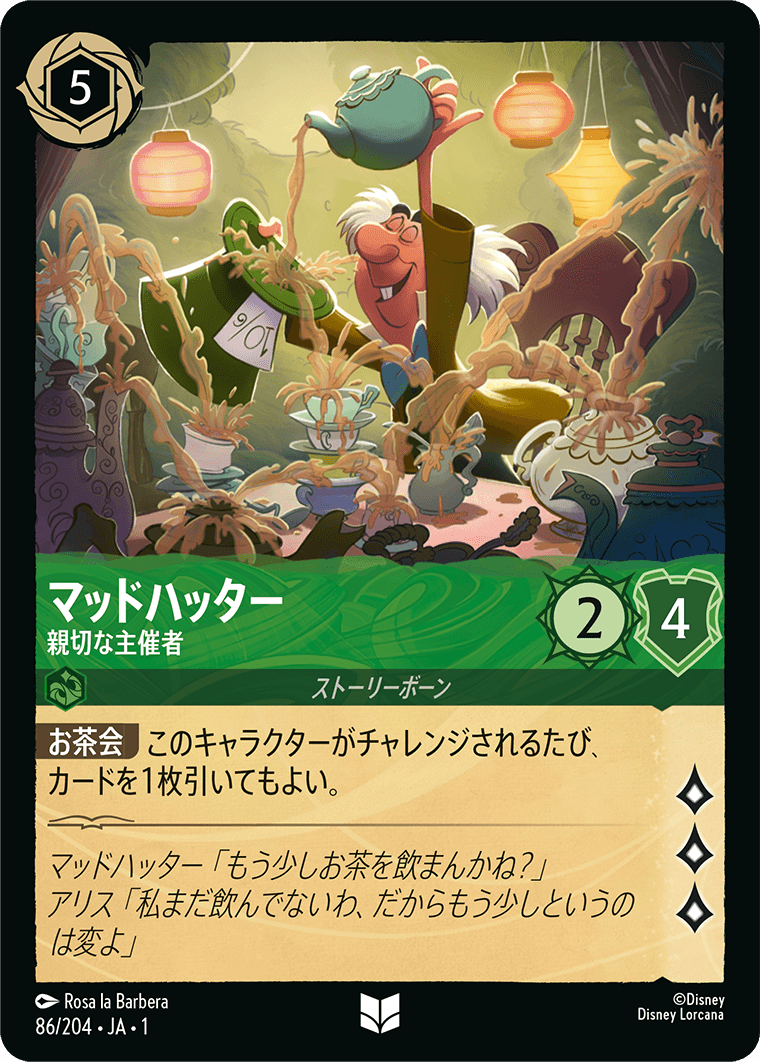 5
10/6
マッドハッター
親切な主催者
2
4
ストーリーボーン
お茶会 このキャラクターがチャレンジされるたび、
カードを1枚引いてもよい。
マッドハッター「もう少しお茶を飲まんかね？」
アリス「私まだ飲んでないわ、だからもう少しというの
は変よ」
Rosa la Barbera
©Disney
86/204・JA・1
Disney Lorcana